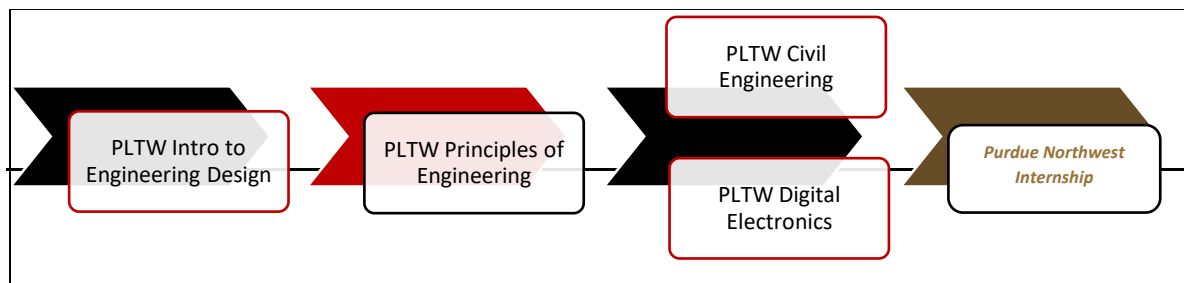 PLTW Intro to
Engineering Design
PLTW Principles of
Engineering
PLTW Civil
Engineering
PLTW Digital
Electronics
Purdue Northwest
Internship